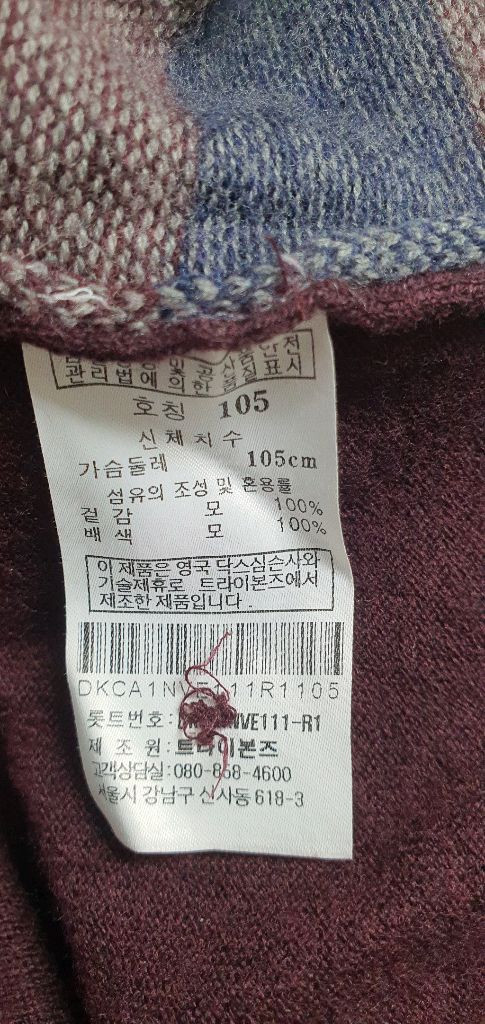 관리법에의한품질표시
호칭 105
신체치수
가슴둘레 105cm
섬유의 조성 및 혼용률
겉감 모 100%
배색 모 100%
이 제품은 영국 닥스심슨사와
기술제휴로 트라이본즈에서
제조한 제품입니다.
DKCA1NVE111R1105
롯트번호: NVE111-R1
제 조 원: 트라이본즈
고객상담실: 080-858-4600
서울시 강남구 신사동 618-3